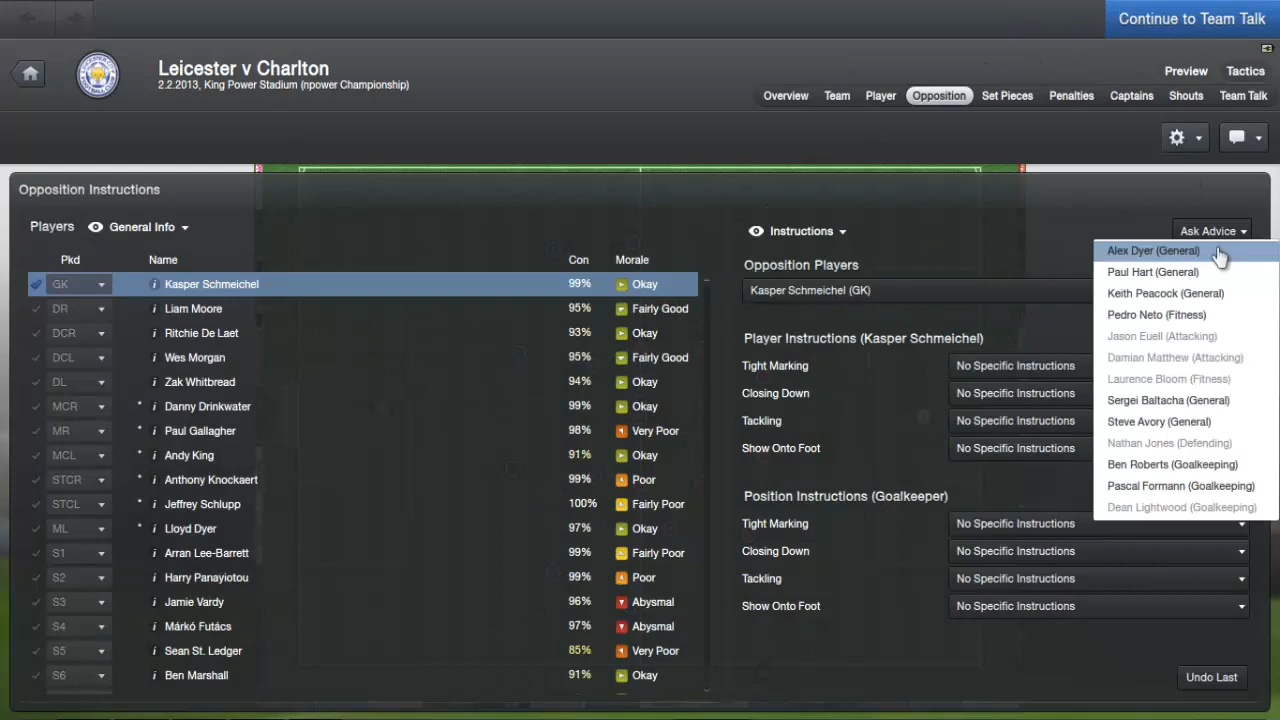 Continue to Team Talk
Leicester v Charlton
2.2.2013, King Power Stadium (npower Championship)
Preview Tactics
Overview Team Player Opposition Set Pieces Penalties Captains Shouts Team Talk
Opposition Instructions
Players General Info
Pkd Name Con Morale
GK i Kasper Schmeichel 99% Okay
DR i Liam Moore 95% Fairly Good
DCR i Ritchie De Laet 93% Okay
DCL i Wes Morgan 95% Fairly Good
DL i Zak Whitbread 94% Okay
MCR * i Danny Drinkwater 99% Okay
MR * i Paul Gallagher 98% Very Poor
MCL i Andy King 91% Okay
STCR * i Anthony Knockaert 99% Poor
STCL * i Jeffrey Schlupp 100% Fairly Poor
ML * i Lloyd Dyer 97% Okay
S1 i Arran Lee-Barrett 99% Fairly Poor
S2 i Harry Panayiotou 99% Poor
S3 i Jamie Vardy 96% Abysmal
S4 i Márkó Futács 97% Abysmal
S5 i Sean St. Ledger 85% Very Poor
S6 i Ben Marshall 91% Okay
Instructions
Ask Advice
Opposition Players
Kasper Schmeichel (GK)
Player Instructions (Kasper Schmeichel)
Tight Marking No Specific Instructions
Closing Down No Specific Instructions
Tackling No Specific Instructions
Show Onto Foot No Specific Instructions
Position Instructions (Goalkeeper)
Tight Marking No Specific Instructions
Closing Down No Specific Instructions
Tackling No Specific Instructions
Show Onto Foot No Specific Instructions
Alex Dyer (General)
Paul Hart (General)
Keith Peacock (General)
Pedro Neto (Fitness)
Jason Euell (Attacking)
Damian Matthew (Attacking)
Laurence Bloom (Fitness)
Sergei Baltacha (General)
Steve Avory (General)
Nathan Jones (Defending)
Ben Roberts (Goalkeeping)
Pascal Formann (Goalkeeping)
Dean Lightwood (Goalkeeping)
Undo Last